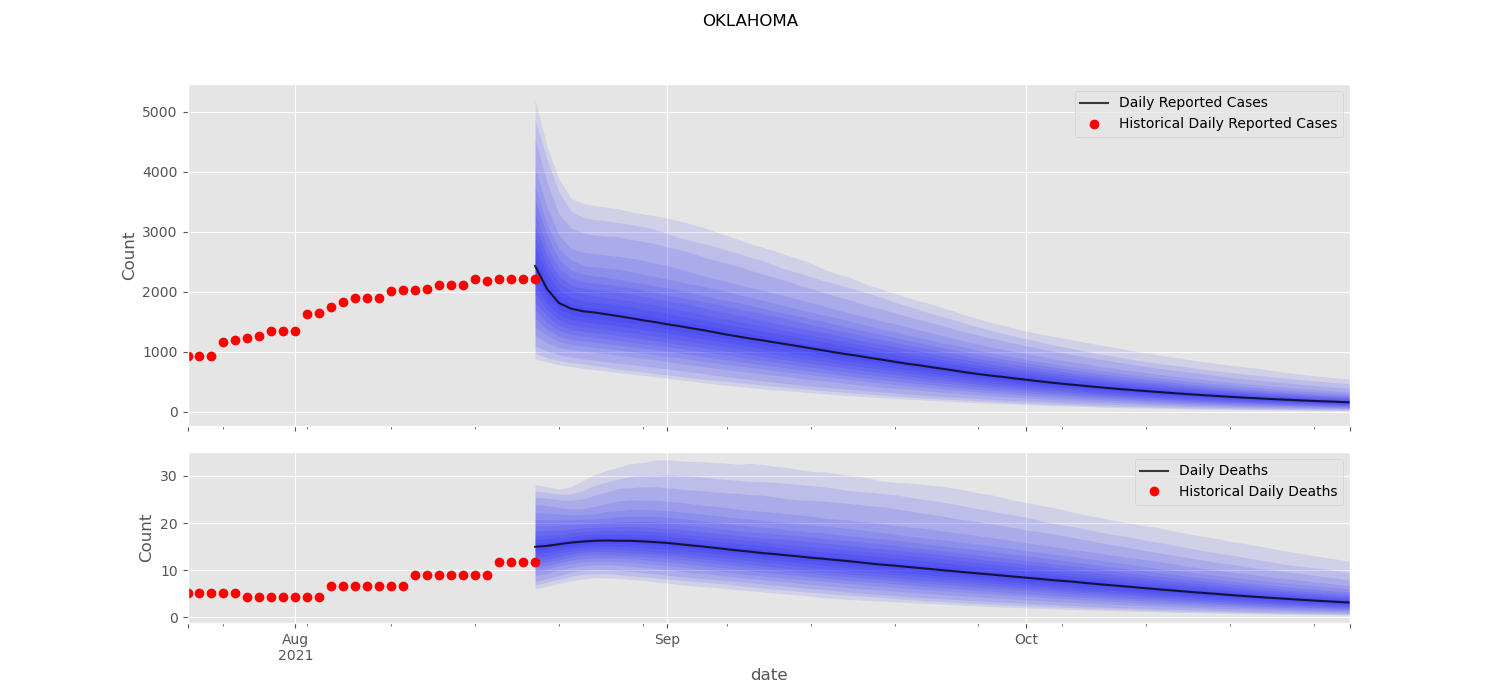 OKLAHOMA
5000
4000
3000
2000
1000
0
Count
Daily Reported Cases
Historical Daily Reported Cases
30
20
10
0
Count
Daily Deaths
Historical Daily Deaths
Aug
2021
Sep
Oct
date